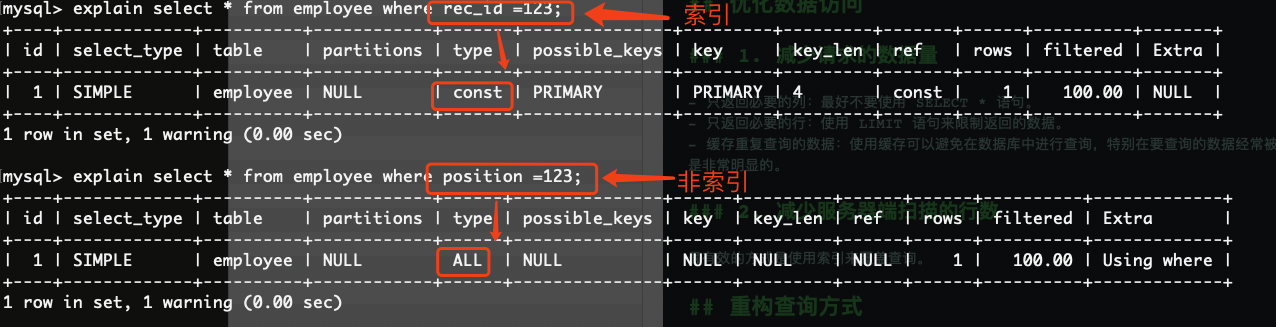 mysql> explain select * from employee where rec_id =123;
索引
## 优化数据访问
+----+-------------+----------+------------+-------+---------------+---------+---------+-------+------+----------+-------+
| id | select_type | table    | partitions | type  | possible_keys | key     | key_len | ref   | rows | filtered | Extra |
### 1. 减少请求的数据量
+----+-------------+----------+------------+-------+---------------+---------+---------+-------+------+----------+-------+
|  1 | SIMPLE      | employee | NULL       | const | PRIMARY       | PRIMARY | 4       | const |    1 |   100.00 | NULL  |
- 只返回必要的列：最好不要使用 SELECT * 语句。
+----+-------------+----------+------------+-------+---------------+---------+---------+-------+------+----------+-------+
- 只返回必要的行：使用 LIMIT 语句来限制返回的数据。
1 row in set, 1 warning (0.00 sec)
- 缓存重复查询的数据：使用缓存可以避免在数据库中进行查询，特别在要查询的数据经常被
是非常明显的。
mysql> explain select * from employee where position =123;
非索引
+----+-------------+----------+------------+------+---------------+------+---------+------+------+----------+-------------+
| id | select_type | table    | partitions | type | possible_keys | key  | key_len | ref  | rows | filtered | Extra       |
### 2. 减少服务器端扫描的行数
+----+-------------+----------+------------+------+---------------+------+---------+------+------+----------+-------------+
|  1 | SIMPLE      | employee | NULL       | ALL  | NULL          | NULL | NULL    | NULL |    1 |   100.00 | Using where |
使用索引来 查询。
+----+-------------+----------+------------+------+---------------+------+---------+------+------+----------+-------------+
1 row in set, 1 warning (0.00 sec)
## 重构查询方式